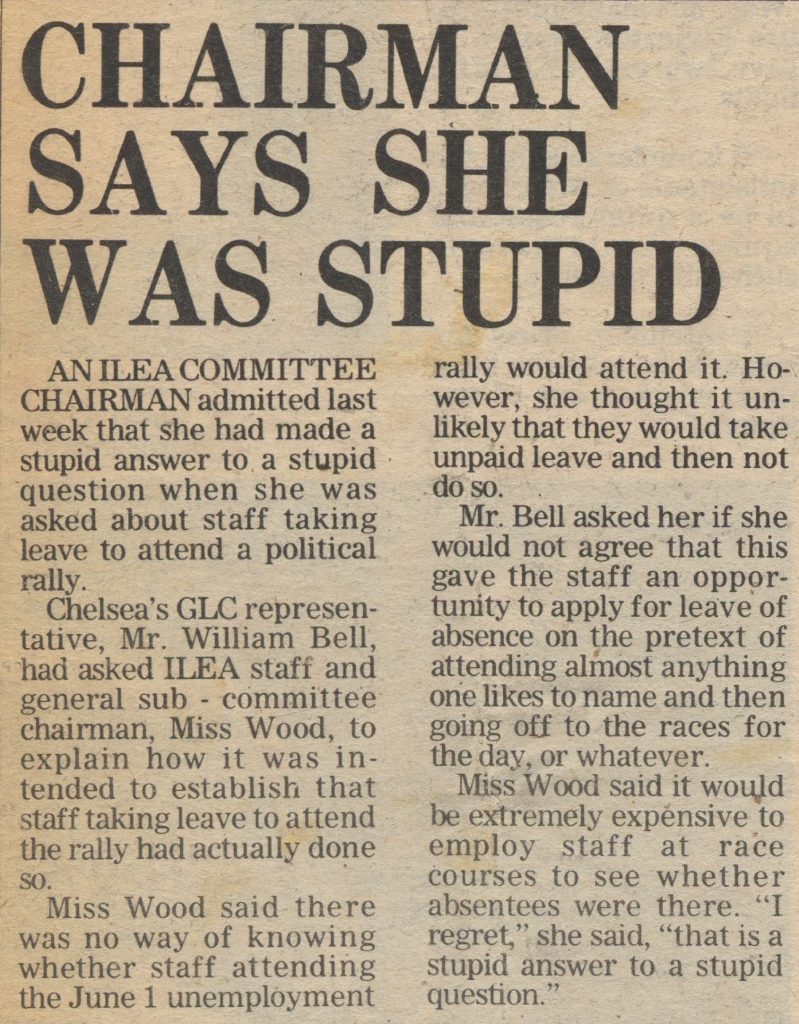 CHAIRMAN
SAYS SHE
WAS STUPID
AN ILEA COMMITTEE
CHAIRMAN admitted last
week that she had made a
stupid answer to a stupid
question when she was
asked about staff taking
leave to attend a political
rally.
Chelsea's GLC represen-
tative, Mr. William Bell,
had asked ILEA staff and
general sub - committee
chairman, Miss Wood, to
explain how it was in-
tended to establish that
staff taking leave to attend
the rally had actually done
so.
Miss Wood said there
was no way of knowing
whether staff attending
the June 1 unemployment
rally would attend it. Ho-
wever, she thought it un-
likely that they would take
unpaid leave and then not
do so.
Mr. Bell asked her if she
would not agree that this
gave the staff an oppor-
tunity to apply for leave of
absence on the pretext of
attending almost anything
one likes to name and then
going off to the races for
the day, or whatever.
Miss Wood said it would
be extremely expensive to
employ staff at race
courses to see whether
absentees were there. “I
regret,” she said, “that is a
stupid answer to a stupid
question.”